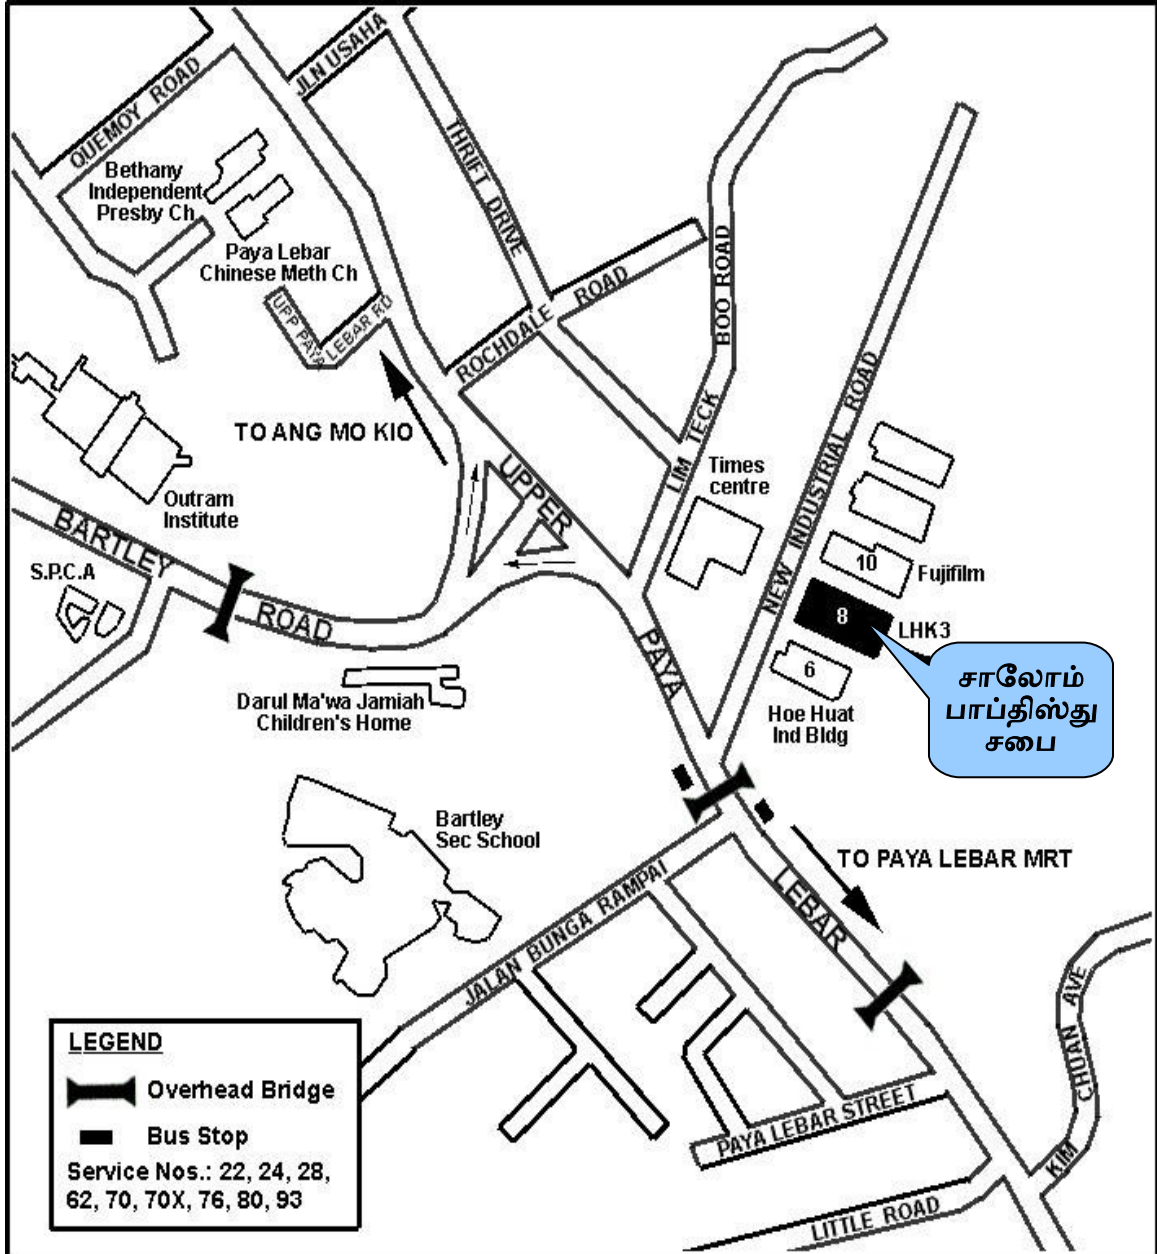 JLN USAHA
QUEMOY ROAD
THRIFT DRIVE
Bethany
Independent
Presby Ch
Paya Lebar
Chinese Meth Ch
UPP PAYA
LEBAR RD
ROCHDALE ROAD
BOO ROAD
LIM TECK
TO ANG MO KIO
UPPER
Times
centre
NEW INDUSTRIAL ROAD
Outram
Institute
BARTLEY
ROAD
S.P.C.A
10
Fujifilm
8
LHK3
6
Hoe Huat
Ind Bldg
சாலோம்
பாப்திஸ்து
சபை
PAYA
Darul Ma'wa Jamiah
Children's Home
Bartley
Sec School
TO PAYA LEBAR MRT
LEBAR
JALAN BUNGA RAMPAI
KIM CHUAN AVE
PAYA LEBAR STREET
LITTLE ROAD
LEGEND
Overhead Bridge
Bus Stop
Service Nos.: 22, 24, 28,
62, 70, 70X, 76, 80, 93